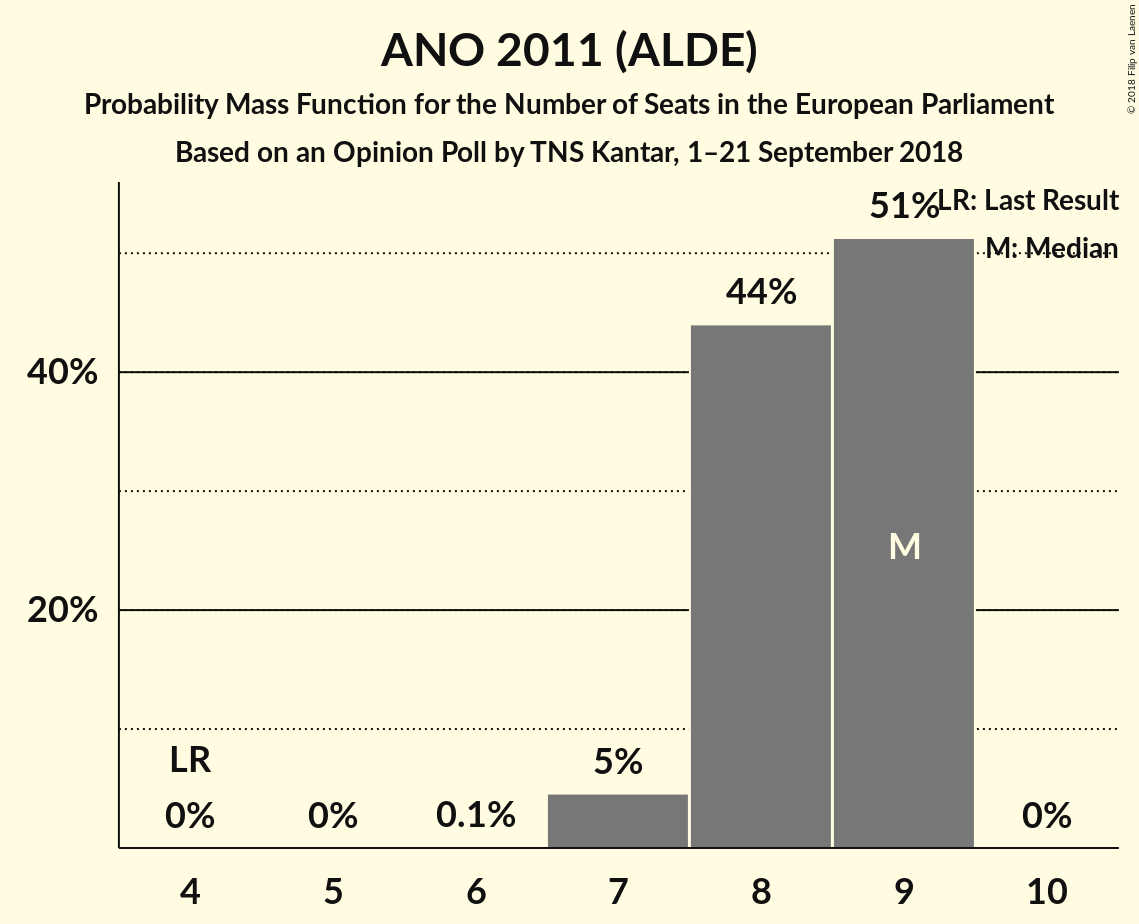 ANO 2011 (ALDE)
Probability Mass Function for the Number of Seats in the European Parliament
Based on an Opinion Poll by TNS Kantar, 1–21 September 2018
© 2018 Filip van Laenen
LR: Last Result
M: Median
51%
44%
40%
M
20%
LR
5%
0% 0% 0.1% 0%
4 5 6 7 8 9 10